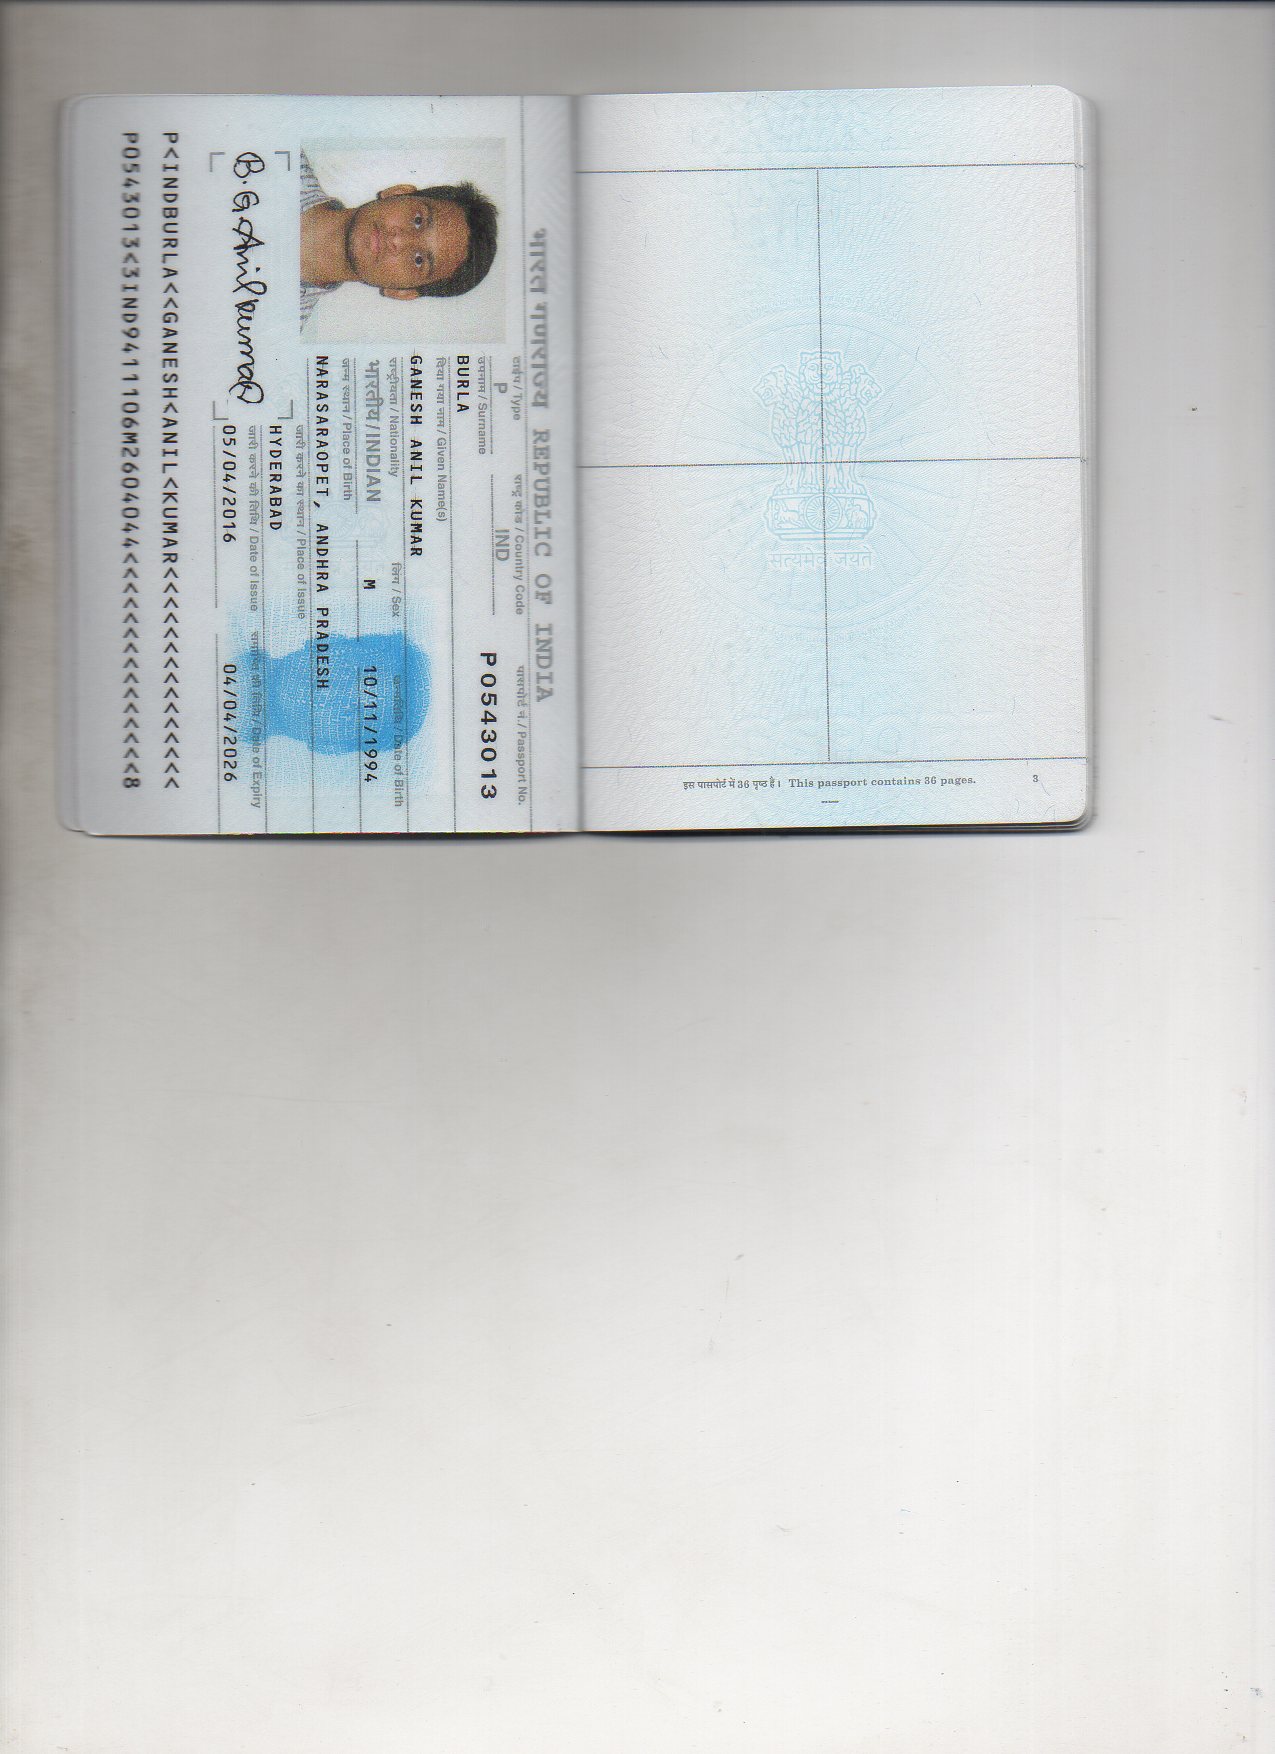 भारत गणराज्य REPUBLIC OF INDIA
टाईप / Type राष्ट्र कोड / Country Code पासपोर्ट नं. / Passport No.
P IND P0543013
उपनाम / Surname
BURLA
दिया गया नाम / Given Name(s)
GANESH ANIL KUMAR
राष्ट्रीयता / Nationality लिंग / Sex जन्मतिथि / Date of Birth
भारतीय / INDIAN M 10/11/1994
जन्म स्थान / Place of Birth
NARASARAOPET, ANDHRA PRADESH
जारी करने का स्थान / Place of Issue
HYDERABAD
जारी करने की तिथि / Date of Issue समाप्ति की तिथि / Date of Expiry
05/04/2016 04/04/2026
B.G.Anilkumar
P<INDBURLA<<GANESH<ANIL<KUMAR<<<<<<<<<<<<<<<
P0543013<3IND9411106M2604044<<<<<<<<<<<<<<<8
सत्यमेव जयते
इस पासपोर्ट में 36 पृष्ठ हैं। This passport contains 36 pages. 3